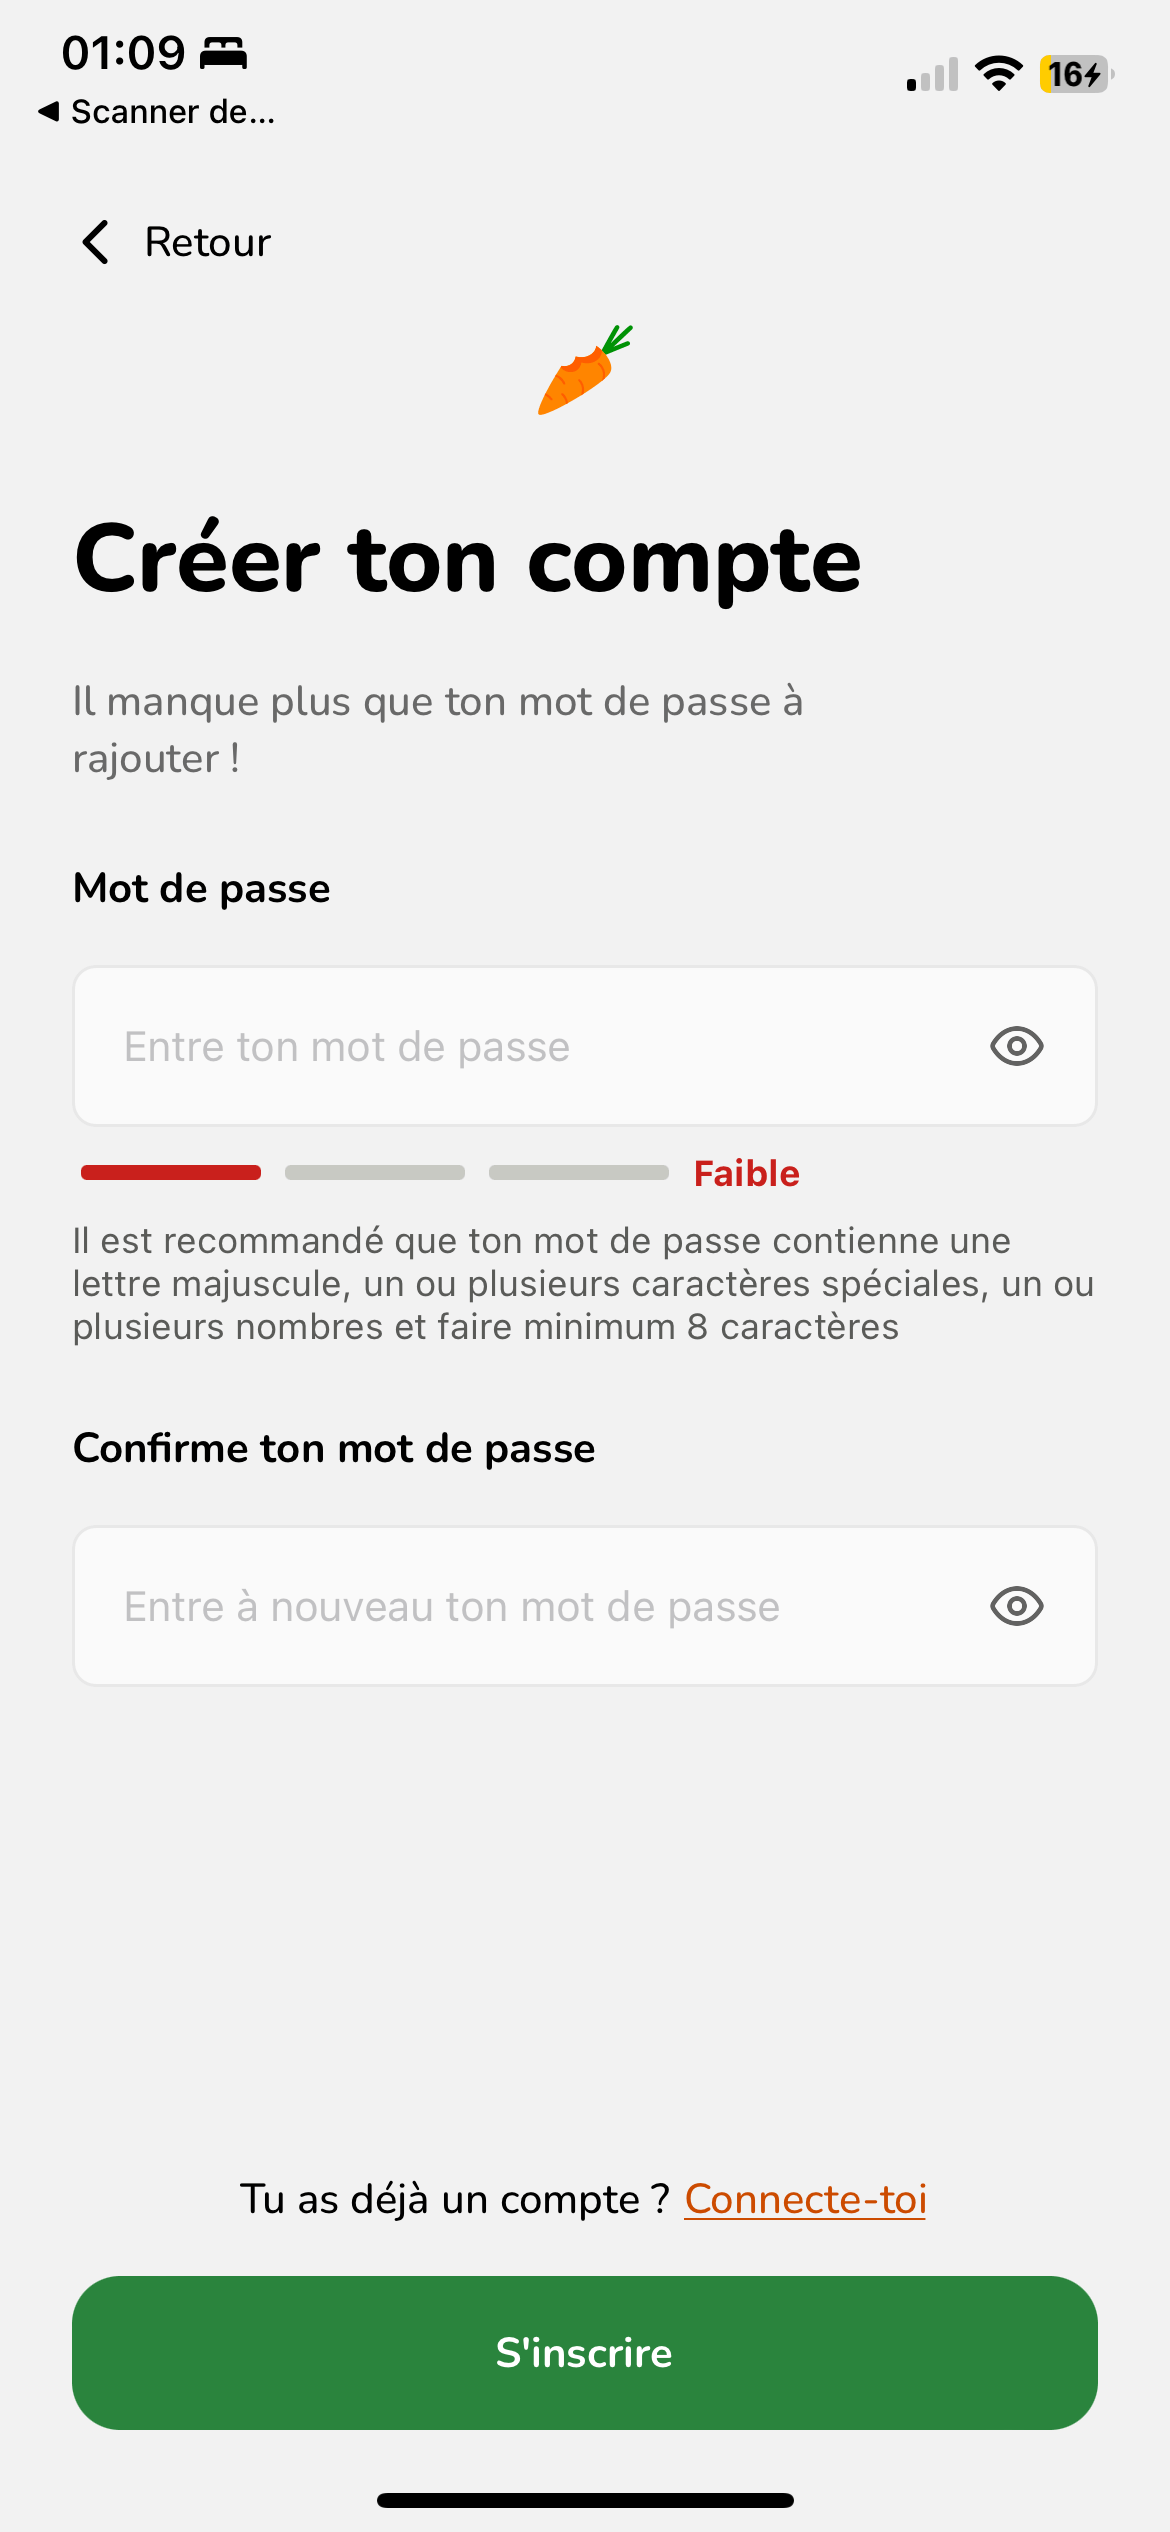 01:09
16
Scanner de...
Retour
Créer ton compte
Il manque plus que ton mot de passe à
rajouter !
Mot de passe
Entre ton mot de passe
Faible
Il est recommandé que ton mot de passe contienne une
lettre majuscule, un ou plusieurs caractères spéciales, un ou
plusieurs nombres et faire minimum 8 caractères
Confirme ton mot de passe
Entre à nouveau ton mot de passe
Tu as déjà un compte ? Connecte-toi
S'inscrire